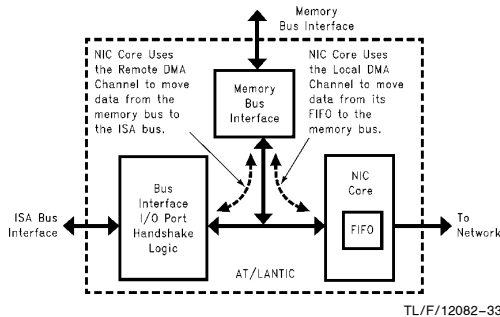 Memory
Bus Interface
NIC Core Uses
the Remote DMA
Channel to move
data from the
memory bus to
the ISA bus.
NIC Core Uses
the Local DMA
Channel to move
data from its
FIFO to the
memory bus.
Memory
Bus
Interface
ISA Bus
Interface
Bus
Interface
I/O Port
Handshake
Logic
NIC
Core
FIFO
To
Network
AT/LANTIC
TL/F/12082–33